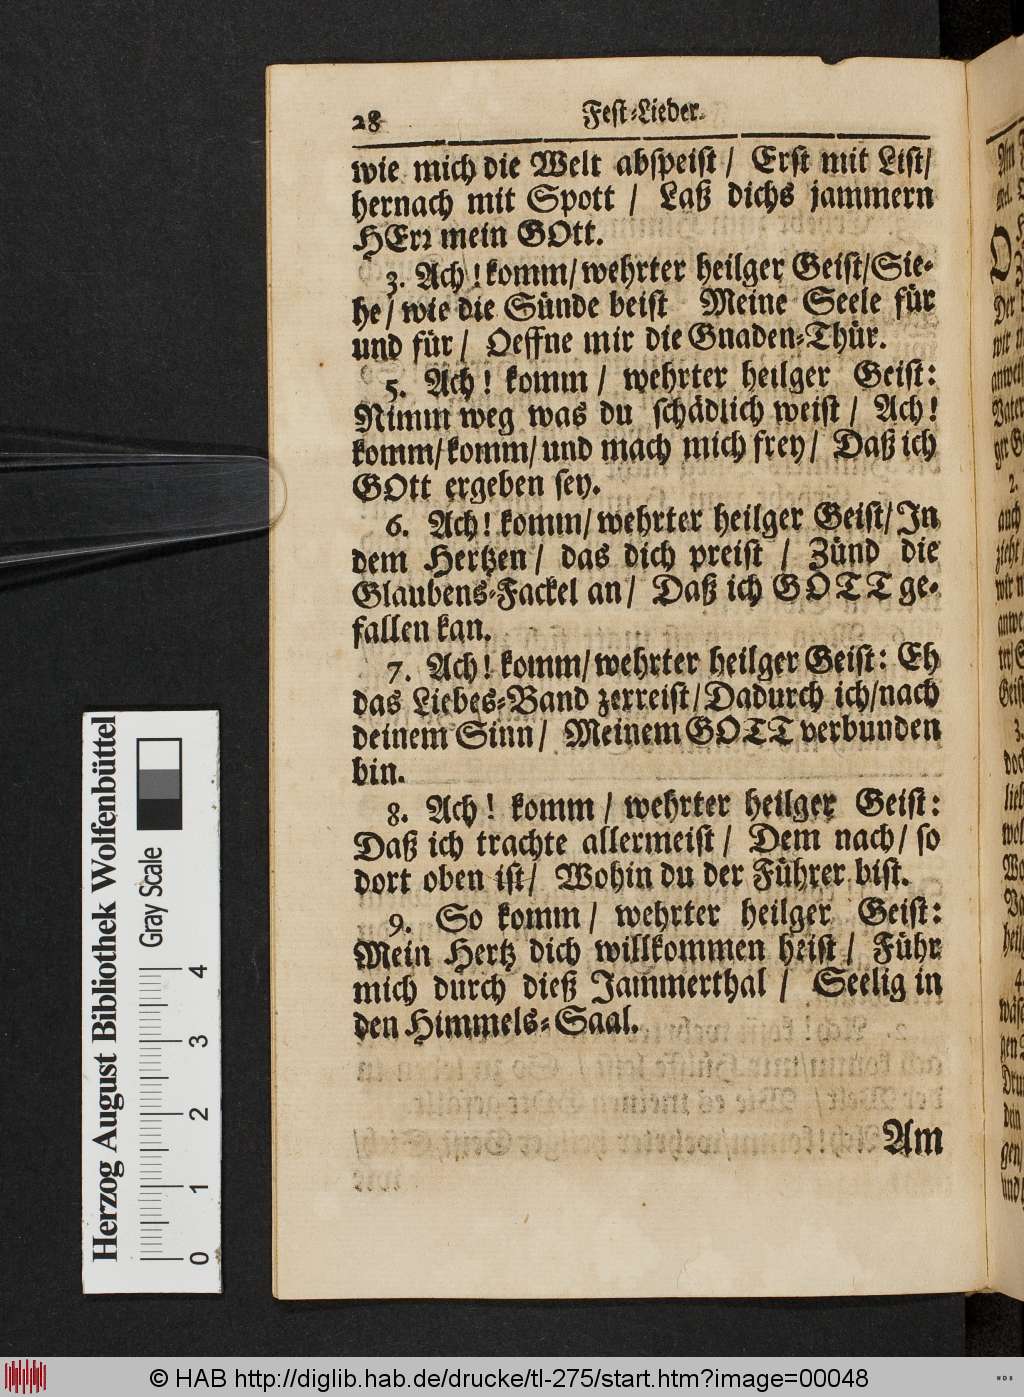 28 Fest-Lieder.
wie mich die Welt abspeist / Erst mit List/
hernach mit Spott / Laß dichs jammern
HErr mein GOtt.
3. Ach! komm/ wehrter heilger Geist/Sie-
he/ wie die Sünde beist Meine Seele für
und für / Oeffne mir die Gnaden-Thür.
5. Ach! komm / wehrter heilger Geist:
Nimm weg was du schädlich weist / Ach!
komm/ komm/ und mach mich frey/ Daß ich
GOtt ergeben sey.
6. Ach! komm/ wehrter heilger Geist/ In
dem Hertzen / das dich preist / Zünd die
Glaubens-Fackel an/ Daß ich GOTT ge-
fallen kan.
7. Ach! komm/ wehrter heilger Geist: Eh
das Liebes-Band zerreist/ Dadurch ich/nach
deinem Sinn/ Meinem GOTT verbunden
bin.
8. Ach! komm / wehrter heilger Geist:
Daß ich trachte allermeist / Dem nach/ so
dort oben ist/ Wohin du der Führer bist.
9. So komm / wehrter heilger Geist:
Mein Hertz dich willkommen heist / Führ
mich durch dieß Jammerthal / Seelig in
den Himmels-Saal.
Am
Herzog August Bibliothek Wolfenbüttel
Gray Scale
0 1 2 3 4
© HAB http://diglib.hab.de/drucke/tl-275/start.htm?image=00048